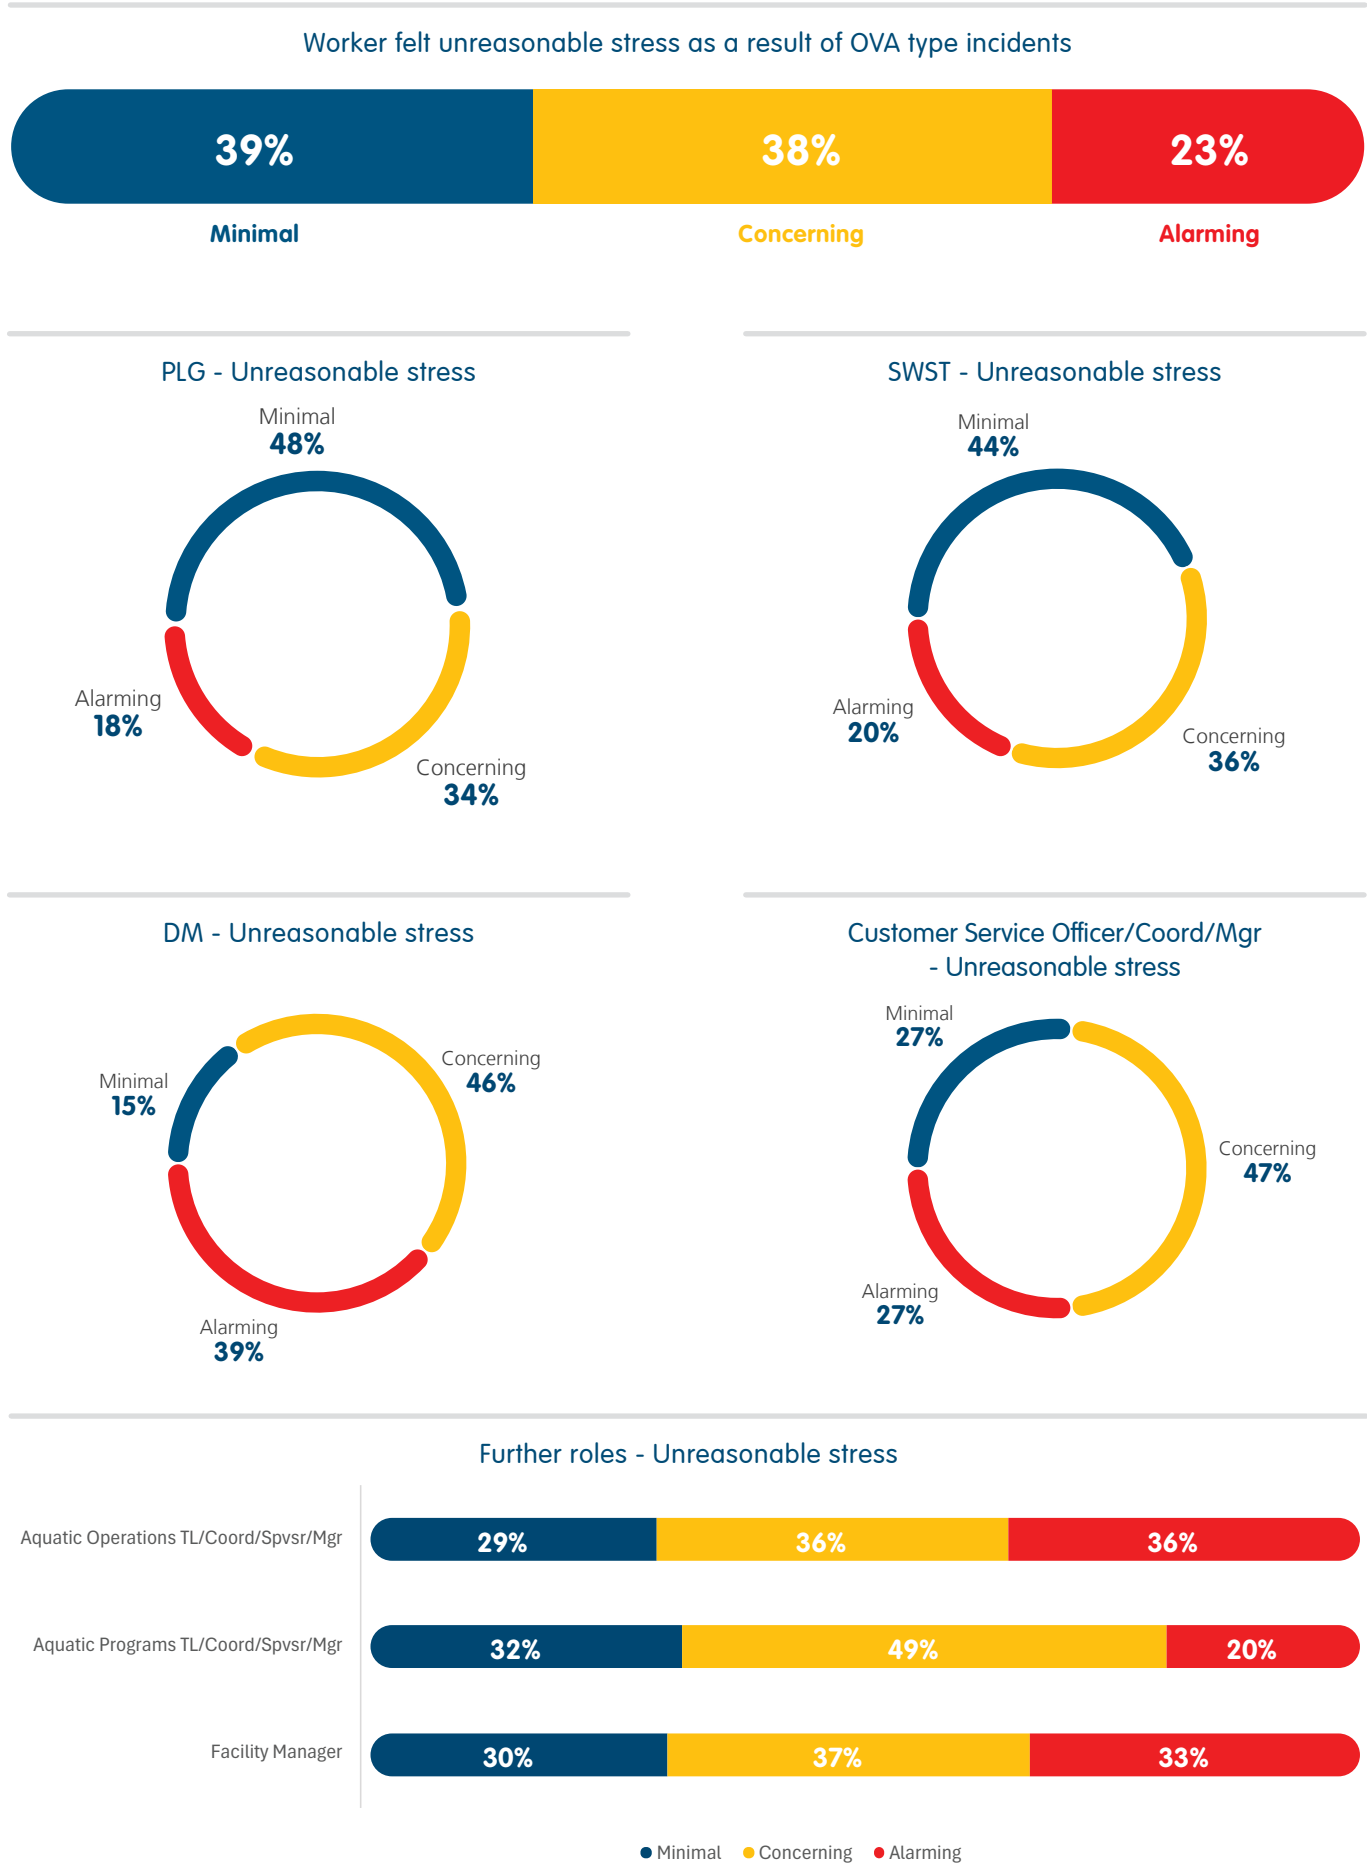 Worker felt unreasonable stress as a result of OVA type incidents
39%
38%
23%
Minimal
Concerning
Alarming
PLG - Unreasonable stress
Minimal
48%
Alarming
18%
Concerning
34%
SWST - Unreasonable stress
Minimal
44%
Alarming
20%
Concerning
36%
DM - Unreasonable stress
Concerning
46%
Minimal
15%
Alarming
39%
Customer Service Officer/Coord/Mgr
- Unreasonable stress
Minimal
27%
Concerning
47%
Alarming
27%
Further roles - Unreasonable stress
Aquatic Operations TL/Coord/Spvsr/Mgr
29%
36%
36%
Aquatic Programs TL/Coord/Spvsr/Mgr
32%
49%
20%
Facility Manager
30%
37%
33%
Minimal
Concerning
Alarming